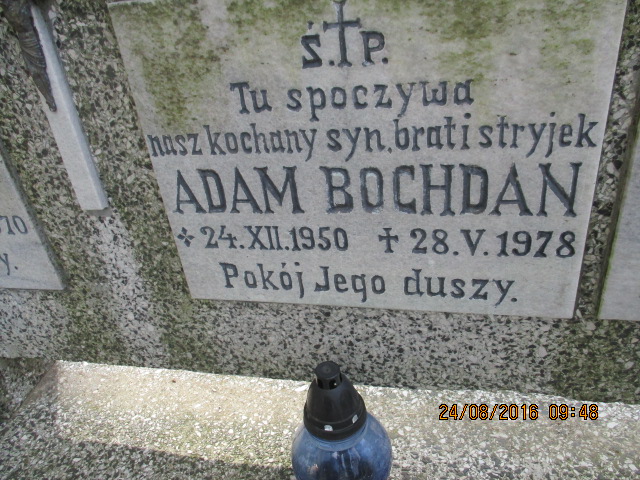 Ś.†P.
Tu spoczywa
nasz kochany syn, brat i stryjek
ADAM BOCHDAN
24.XII.1950 † 28.V.1978
Pokój Jego duszy.
70
y.
24/08/2016 09:48